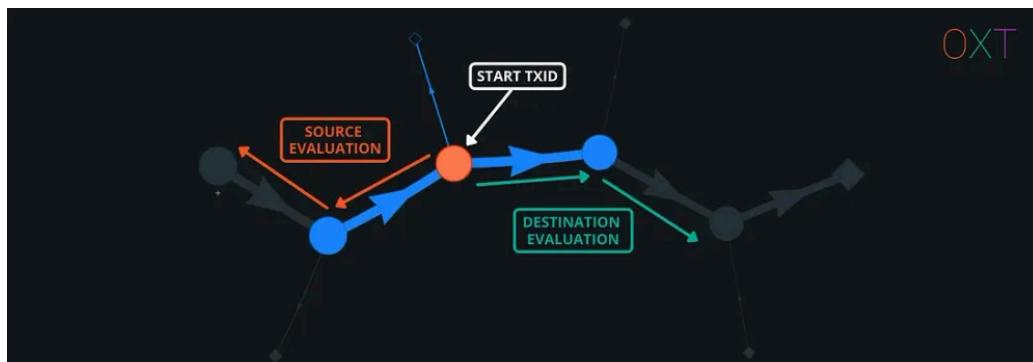 OXT
START TXID
SOURCE
EVALUATION
DESTINATION
EVALUATION